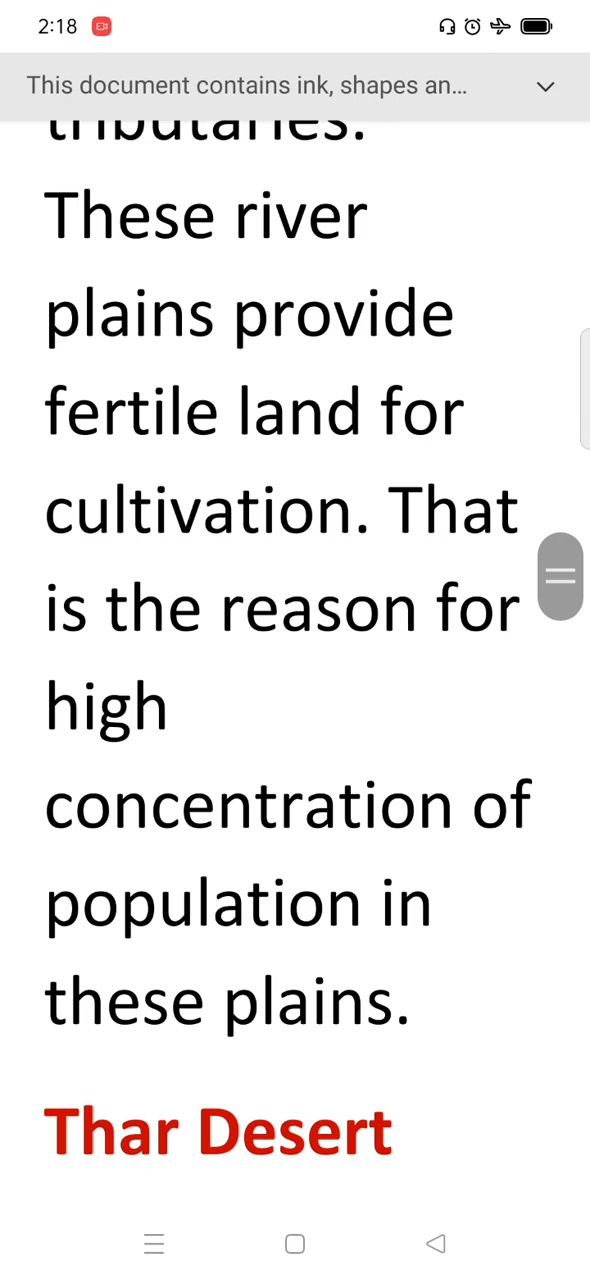 2:18
This document contains ink, shapes an...
tributaries.
These river
plains provide
fertile land for
cultivation. That
is the reason for
high
concentration of
population in
these plains.
Thar Desert